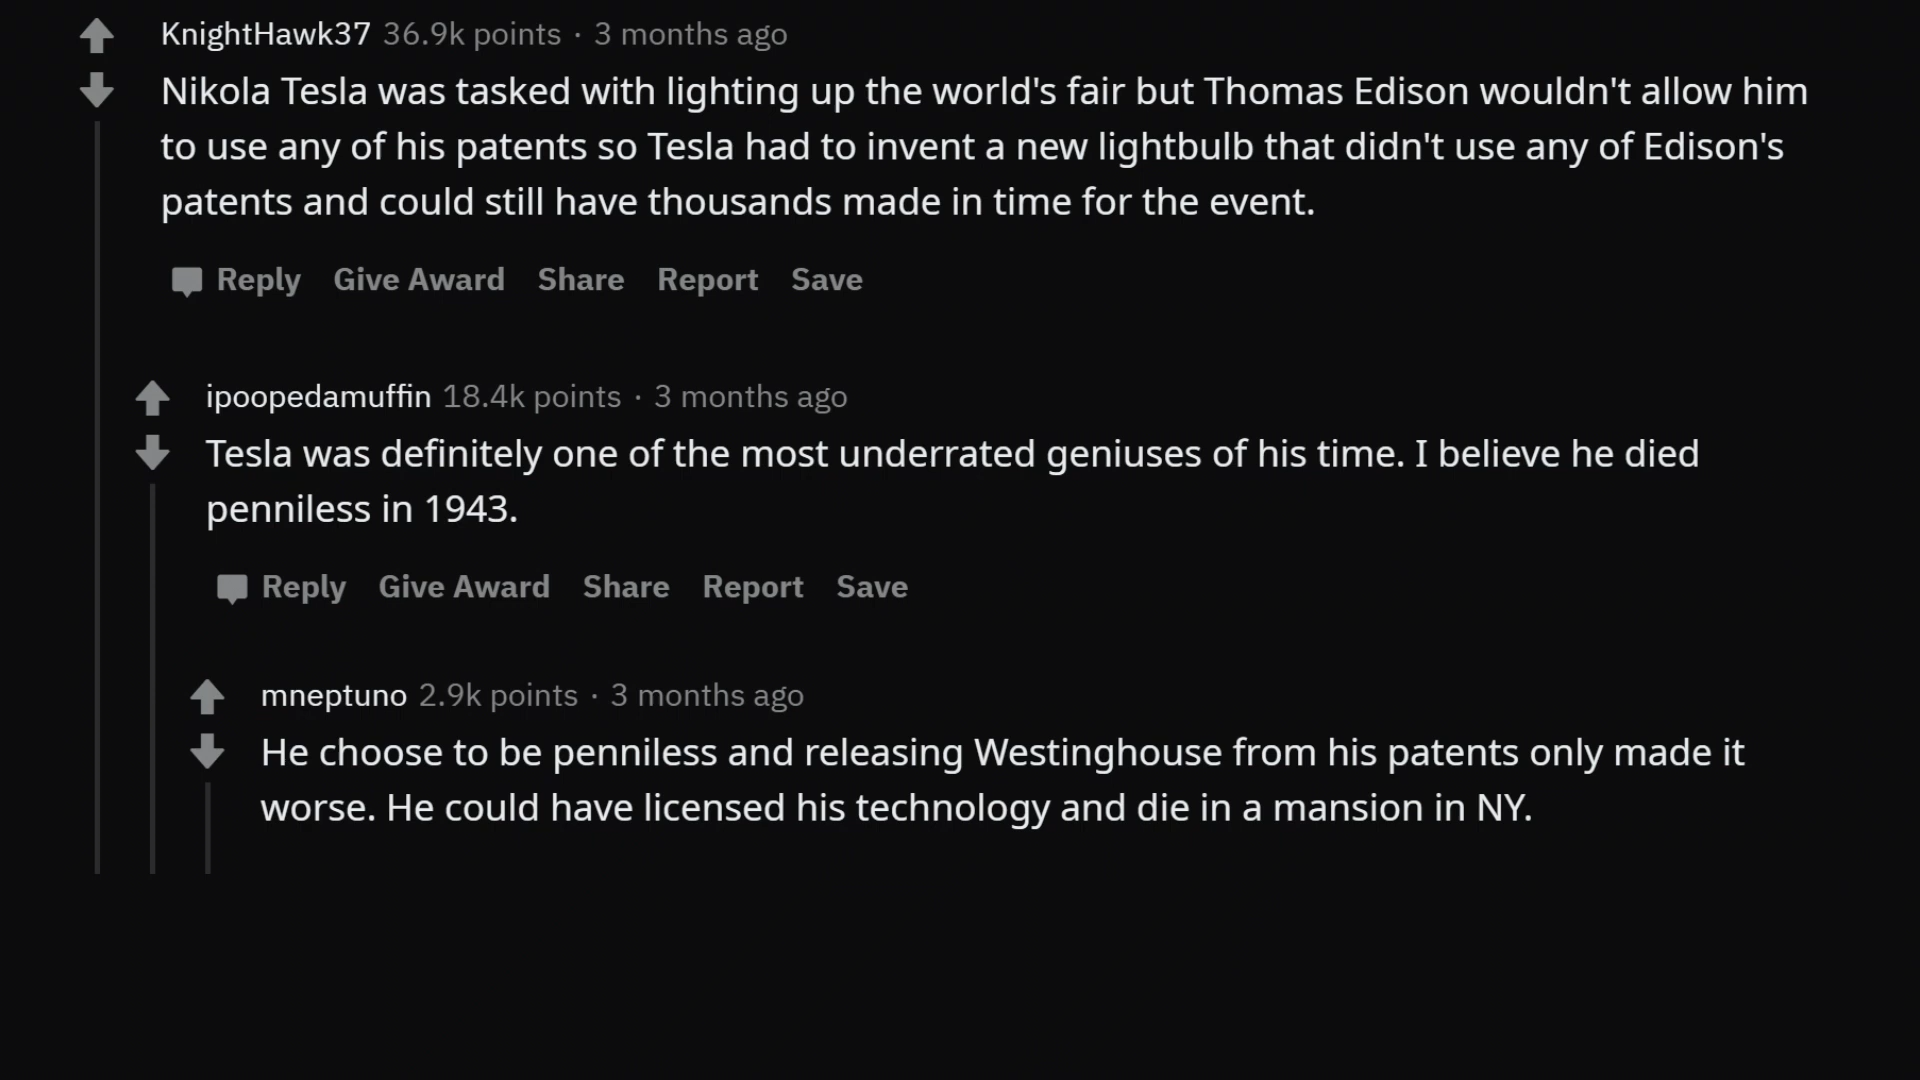 KnightHawk37 36.9k points · 3 months ago
Nikola Tesla was tasked with lighting up the world's fair but Thomas Edison wouldn't allow him
to use any of his patents so Tesla had to invent a new lightbulb that didn't use any of Edison's
patents and could still have thousands made in time for the event.
Reply Give Award Share Report Save
ipoopedamuffin 18.4k points · 3 months ago
Tesla was definitely one of the most underrated geniuses of his time. I believe he died
penniless in 1943.
Reply Give Award Share Report Save
mneptuno 2.9k points · 3 months ago
He choose to be penniless and releasing Westinghouse from his patents only made it
worse. He could have licensed his technology and die in a mansion in NY.